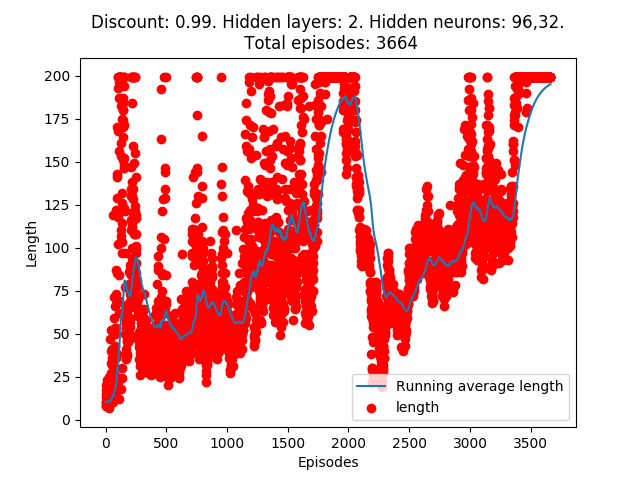 Discount: 0.99. Hidden layers: 2. Hidden neurons: 96,32.
Total episodes: 3664
200
175
150
125
100
75
50
25
0
Length
Running average length
length
0 500 1000 1500 2000 2500 3000 3500
Episodes